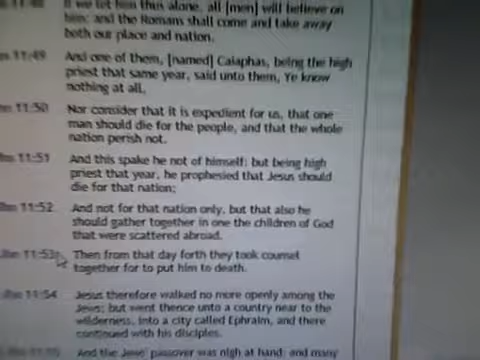 If we let him thus alone, all [men] will believe on
him: and the Romans shall come and take away
both our place and nation.
11:49 And one of them, [named] Caiaphas, being the high
priest that same year, said unto them, Ye know
nothing at all,
11:50 Nor consider that it is expedient for us, that one
man should die for the people, and that the whole
nation perish not.
11:51 And this spake he not of himself: but being high
priest that year, he prophesied that Jesus should
die for that nation;
11:52 And not for that nation only, but that also he
should gather together in one the children of God
that were scattered abroad.
Jhn 11:53 Then from that day forth they took counsel
together for to put him to death.
Jhn 11:54 Jesus therefore walked no more openly among the
Jews; but went thence unto a country near to the
wilderness, into a city called Ephraim, and there
continued with his disciples.
And the Jews' passover was nigh at hand: and many